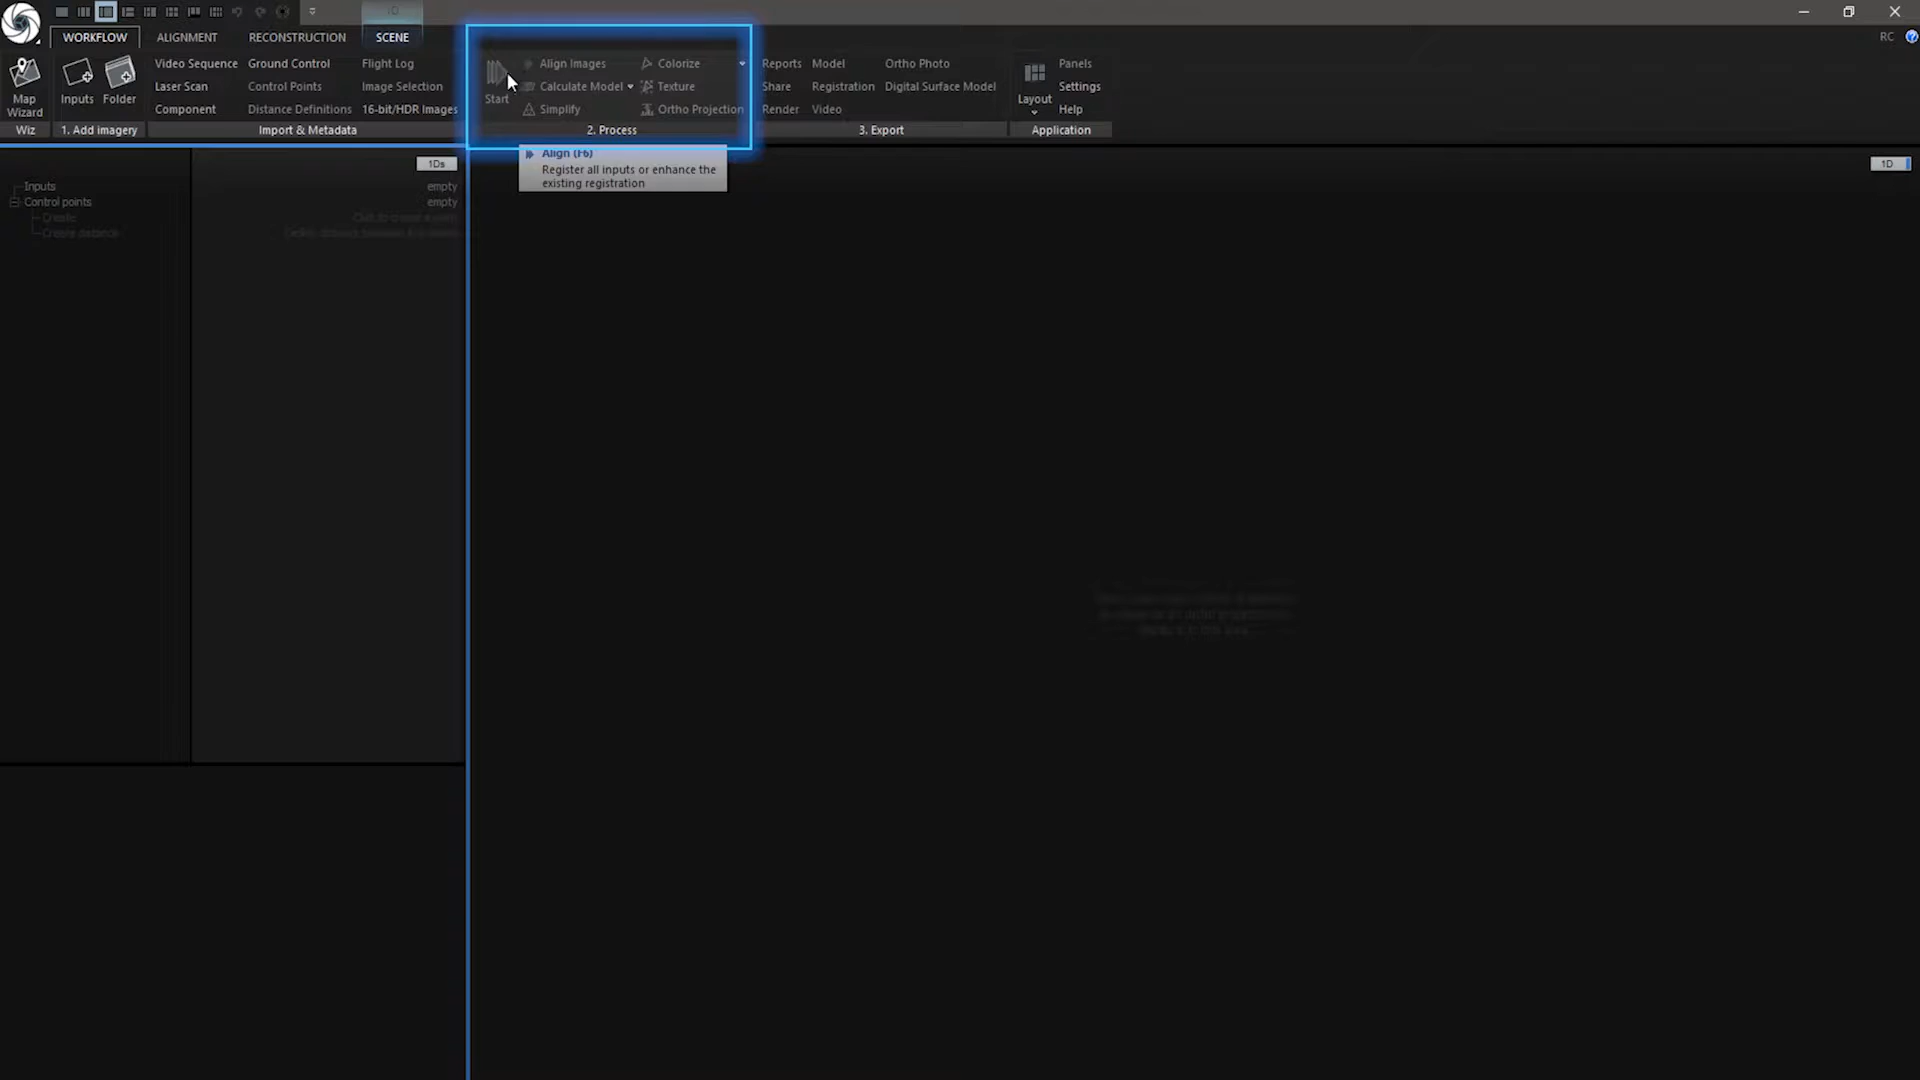 1D
WORKFLOW
ALIGNMENT
RECONSTRUCTION
SCENE
RC
Map
Wizard
Wiz
Inputs
Folder
1. Add imagery
Video Sequence
Ground Control
Flight Log
Laser Scan
Control Points
Image Selection
Component
Distance Definitions
16-bit/HDR Images
Import & Metadata
Start
Align Images
Colorize
Calculate Model
Texture
Simplify
Ortho Projection
2. Process
Reports
Model
Ortho Photo
Share
Registration
Digital Surface Model
Render
Video
3. Export
Layout
Panels
Settings
Help
Application
Align (F6)
Register all inputs or enhance the
existing registration
1Ds
1D
Inputs
empty
Control points
empty
Create
Create distance